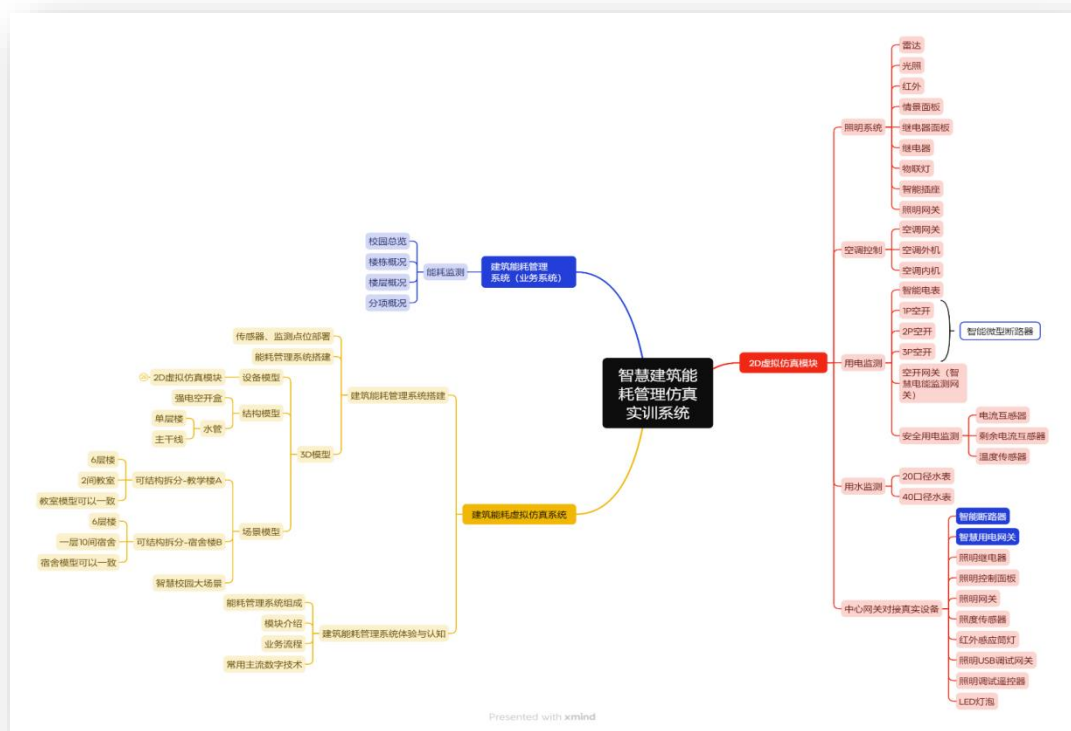 智慧建筑能
耗管理仿真
实训系统
建筑能耗管理
系统（业务系统）
能耗监测
校园总览
楼栋概况
楼层概况
分项概况
建筑能耗虚拟仿真系统
建筑能耗管理系统搭建
传感器、监测点位部署
能耗管理系统搭建
3D模型
设备模型
2D虚拟仿真模块
结构模型
强电空开盒
水管
单层楼
主干线
场景模型
可结构拆分-教学楼A
6层楼
2间教室
教室模型可以一致
可结构拆分-宿舍楼B
6层楼
一层10间宿舍
宿舍模型可以一致
智慧校园大场景
建筑能耗管理系统体验与认知
能耗管理系统组成
模块介绍
业务流程
常用主流数字技术
2D虚拟仿真模块
照明系统
雷达
光照
红外
情景面板
继电器面板
继电器
物联灯
智能插座
照明网关
空调控制
空调网关
空调外机
空调内机
用电监测
智能电表
1P空开
2P空开
3P空开
智能微型断路器
空开网关（智
慧电能监测网
关）
安全用电监测
电流互感器
剩余电流互感器
温度传感器
用水监测
20口径水表
40口径水表
中心网关对接真实设备
智能断路器
智慧用电网关
照明继电器
照明控制面板
照明网关
照度传感器
红外感应筒灯
照明USB调试网关
照明调试遥控器
LED灯泡
Presented with xmind